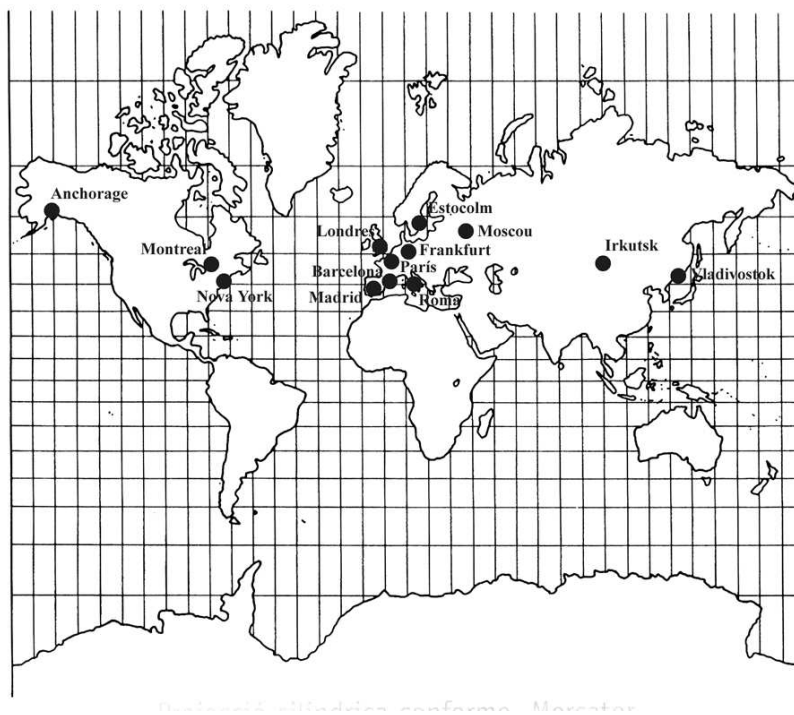 Anchorage
Estocolm
Londres
Moscou
Montreal
Frankfurt
Irkutsk
Barcelona
París
Vladivostok
Nova York
Madrid
Roma
Projecció cilíndrica conforme. Mercator